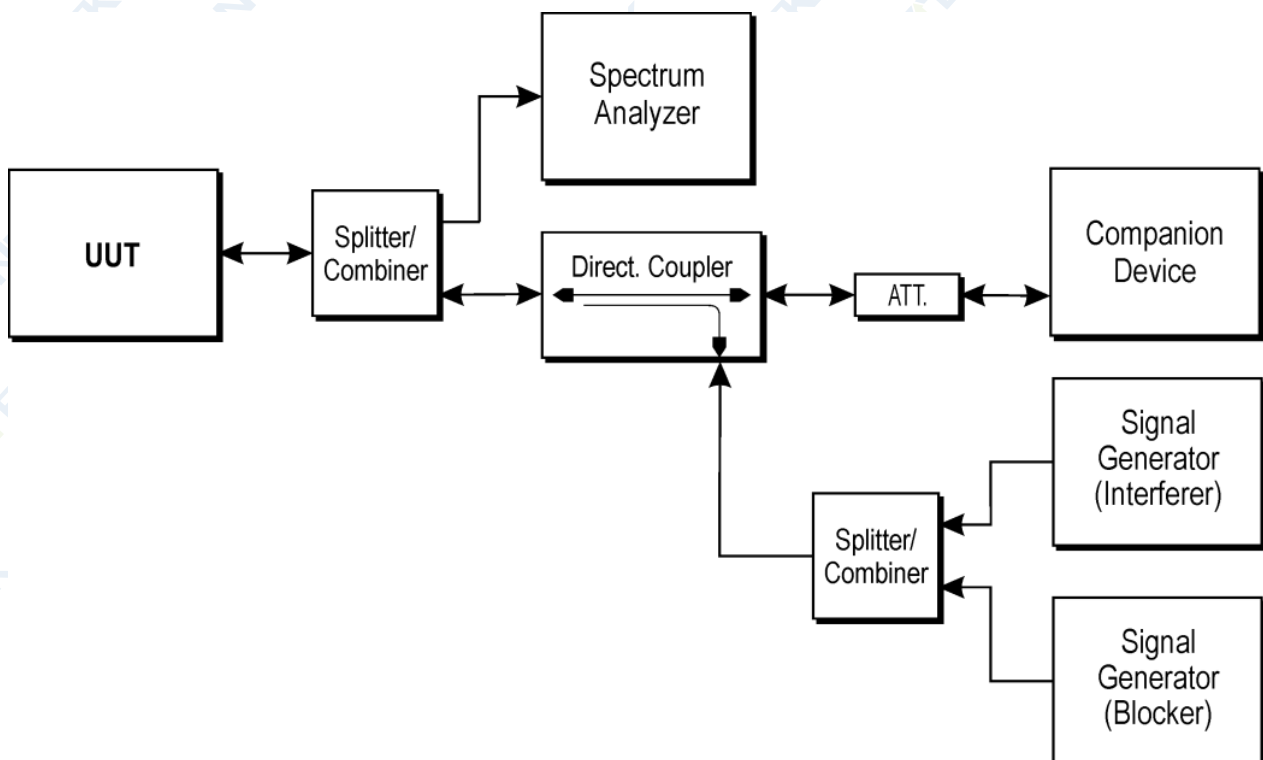 Spectrum
Analyzer
UUT
Splitter/
Combiner
Direct. Coupler
ATT.
Companion
Device
Signal
Generator
(Interferer)
Splitter/
Combiner
Signal
Generator
(Blocker)